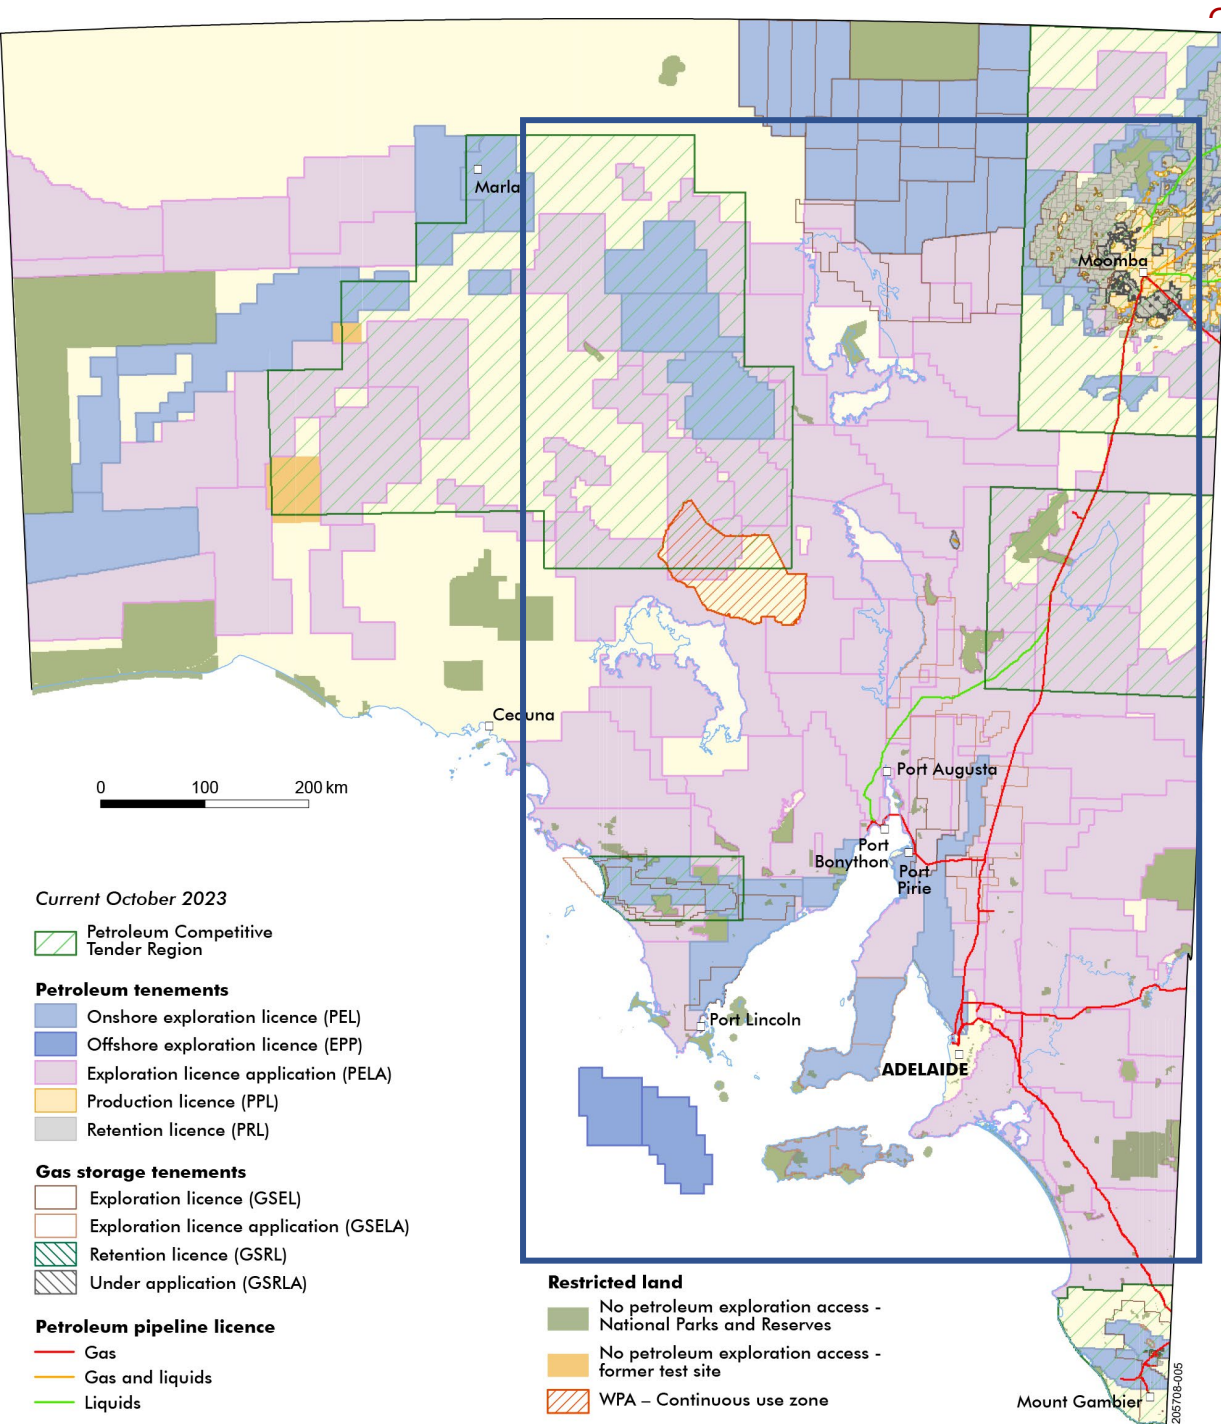 Marla
Moomba
Ceduna
0 100 200 km
Port Augusta
Port
Bonython
Port
Pirie
Port Lincoln
ADELAIDE
Mount Gambier
205708-005
Current October 2023
Petroleum Competitive
Tender Region
Petroleum tenements
Onshore exploration licence (PEL)
Offshore exploration licence (EPP)
Exploration licence application (PELA)
Production licence (PPL)
Retention licence (PRL)
Gas storage tenements
Exploration licence (GSEL)
Exploration licence application (GSELA)
Retention licence (GSRL)
Under application (GSRLA)
Petroleum pipeline licence
Gas
Gas and liquids
Liquids
Restricted land
No petroleum exploration access -
National Parks and Reserves
No petroleum exploration access -
former test site
WPA – Continuous use zone